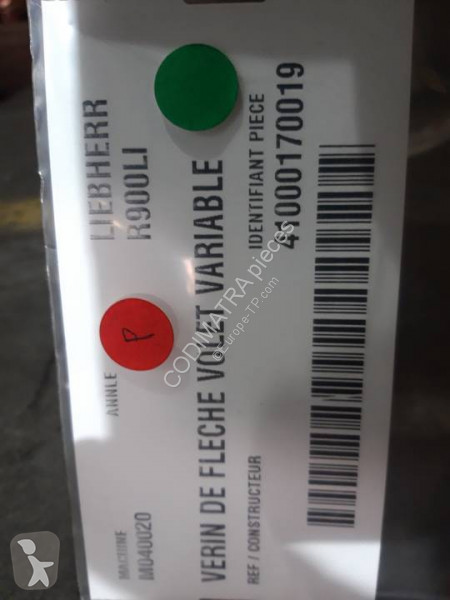 MACHINE
M040020
ANNEE
LIEBHERR
R900LI
P
VERIN DE FLECHE VOLET VARIABLE
REF / CONSTRUCTEUR
IDENTIFIANT PIECE
41000170019
CODIMATRA pieces
©Europe-TP.com